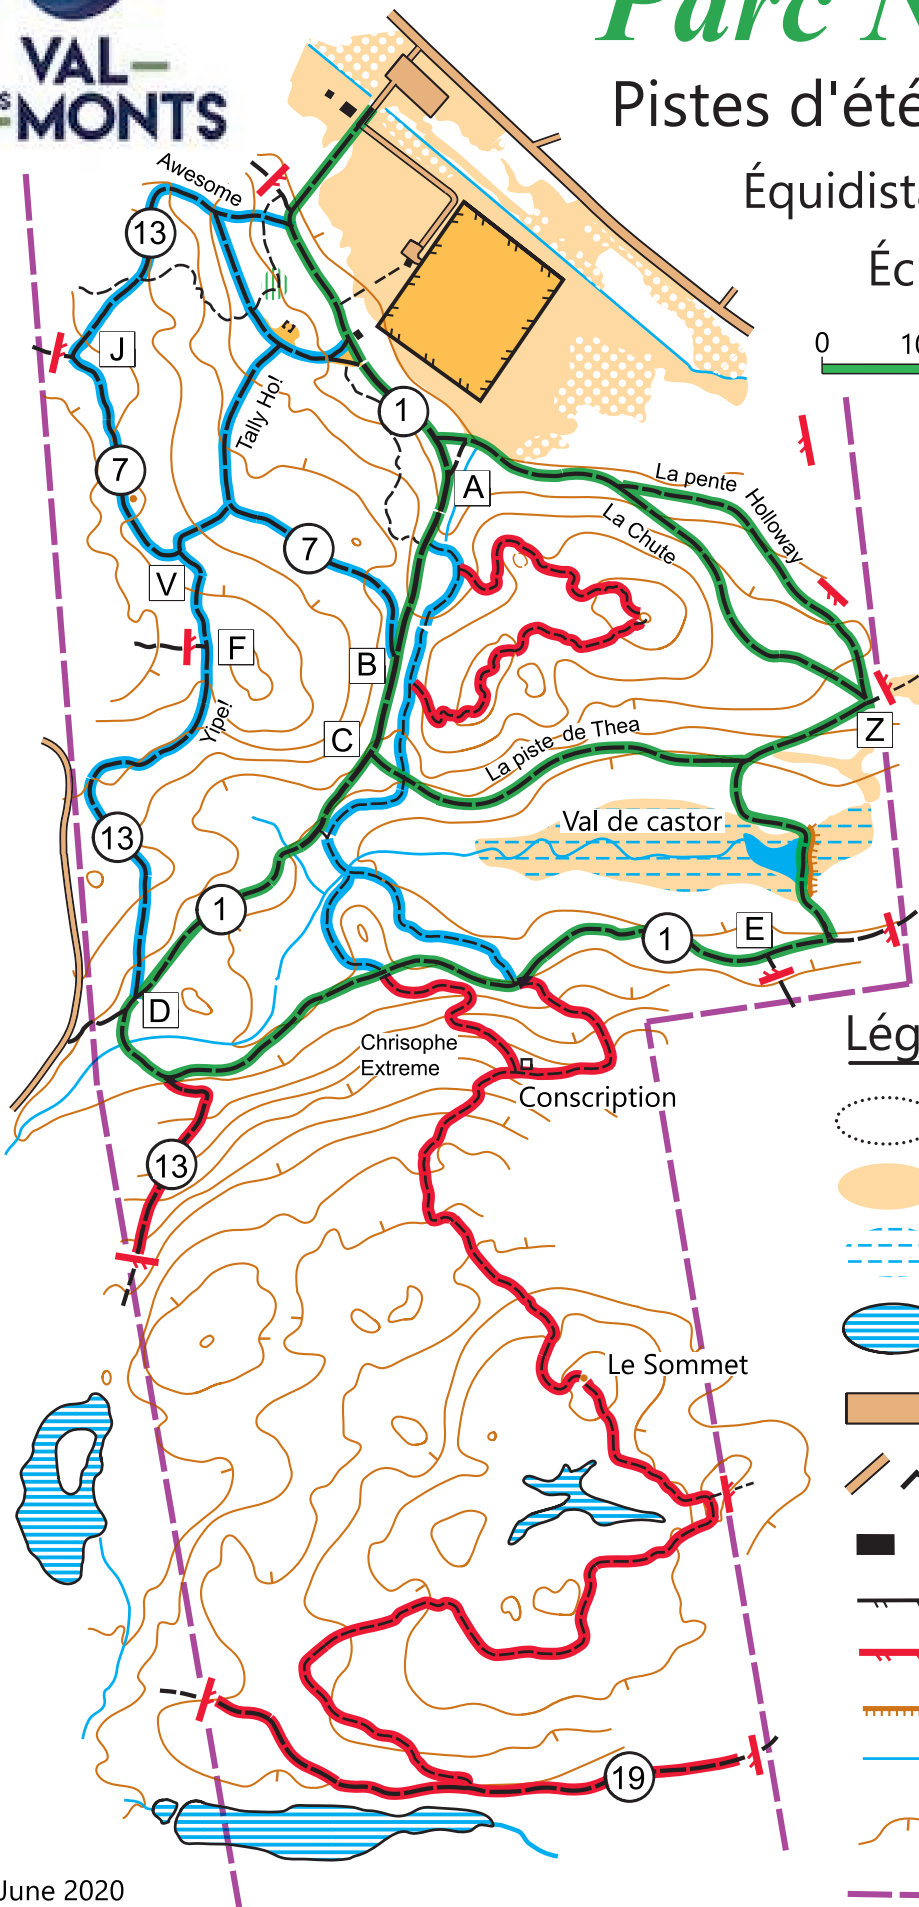 Parc N
VAL-
S
-MONTS
Pistes d'été
Équidista
Éc
0
10
Awesome
13
J
Tally Ho!
1
7
A
La pente Holloway
La Chute
7
V
F
B
Yipe!
C
La piste de Thea
Z
13
Val de castor
1
1
E
D
Chrisophe
Extreme
Conscription
Lég
13
Le Sommet
19
June 2020